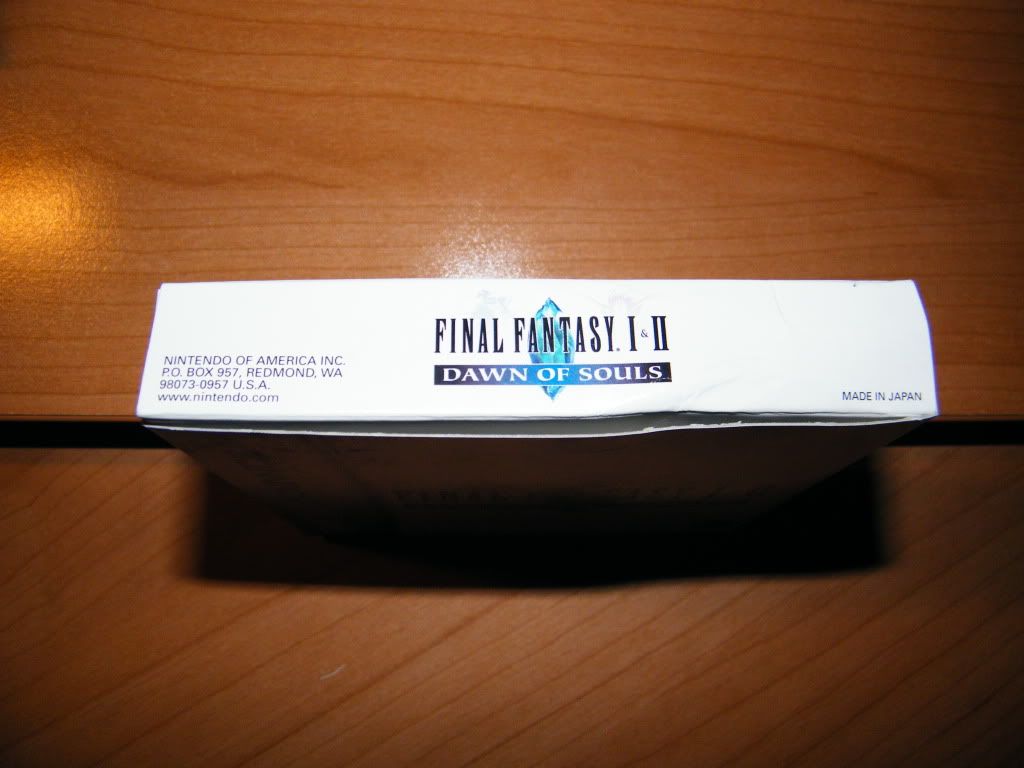 NINTENDO OF AMERICA INC.
P.O. BOX 957, REDMOND, WA
98073-0957 U.S.A.
www.nintendo.com
FINAL FANTASY. I & II
DAWN OF SOULS
MADE IN JAPAN